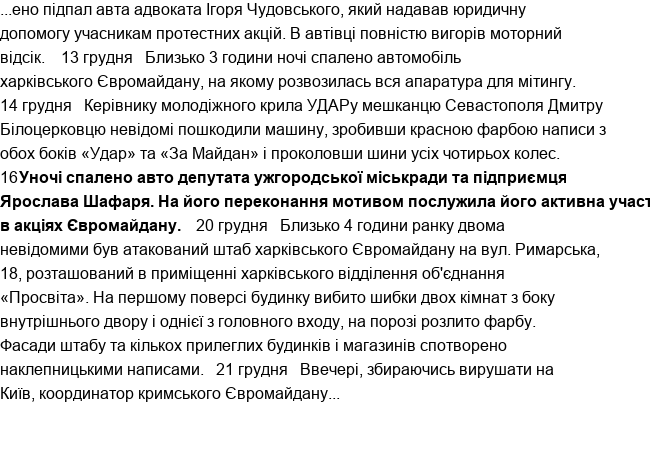 ...ено підпал авта адвоката Ігоря Чудовського, який надавав юридичну
допомогу учасникам протестних акцій. В автівці повністю вигорів моторний
відсік.    13 грудня   Близько 3 години ночі спалено автомобіль
харківського Євромайдану, на якому розвозилась вся апаратура для мітингу.
14 грудня   Керівнику молодіжного крила УДАРу мешканцю Севастополя Дмитру
Білоцерковцю невідомі пошкодили машину, зробивши красною фарбою написи з
обох боків «Удар» та «За Майдан» і проколовши шини усіх чотирьох колес.
16 Уночі спалено авто депутата ужгородської міськради та підприємця
Ярослава Шафаря. На його переконання мотивом послужила його активна участ
в акціях Євромайдану.    20 грудня   Близько 4 години ранку двома
невідомими був атакований штаб харківського Євромайдану на вул. Римарська,
18, розташований в приміщенні харківського відділення об'єднання
«Просвіта». На першому поверсі будинку вибито шибки двох кімнат з боку
внутрішнього двору і однієї з головного входу, на порозі розлито фарбу.
Фасади штабу та кількох прилеглих будинків і магазинів спотворено
наклепницькими написами.   21 грудня   Ввечері, збираючись вирушати на
Київ, координатор кримського Євромайдану...